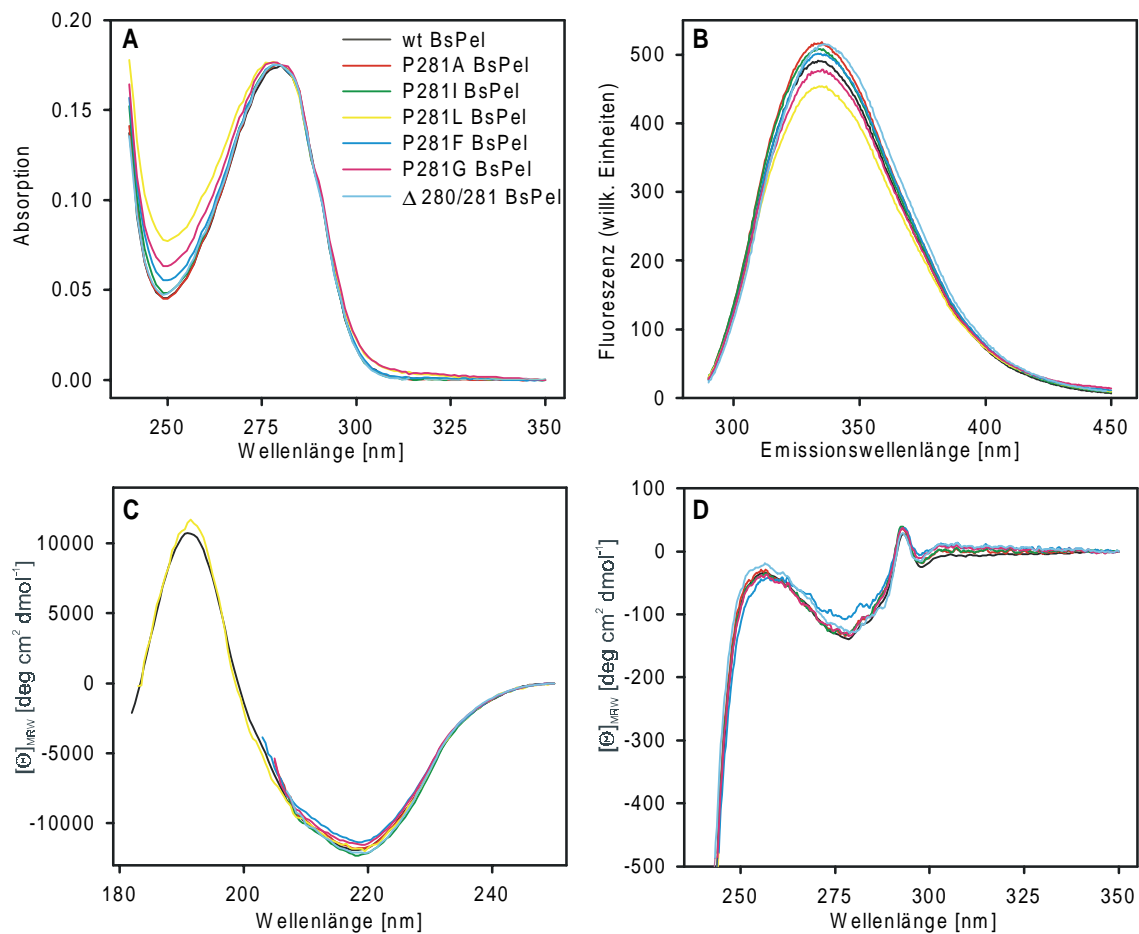 A
0.20
0.15
0.10
0.05
0.00
Absorption
250
275
300
325
350
Wellenlänge [nm]
wt BsPel
P281A BsPel
P281I BsPel
P281L BsPel
P281F BsPel
P281G BsPel
Δ 280/281 BsPel
B
500
400
300
200
100
0
Fluoreszenz (willk. Einheiten)
300
350
400
450
Emissionswellenlänge [nm]
C
10000
5000
0
-5000
-10000
[Θ]MRW [deg cm² dmol⁻¹]
180
200
220
240
Wellenlänge [nm]
D
100
0
-100
-200
-300
-400
-500
[Θ]MRW [deg cm² dmol⁻¹]
250
275
300
325
350
Wellenlänge [nm]